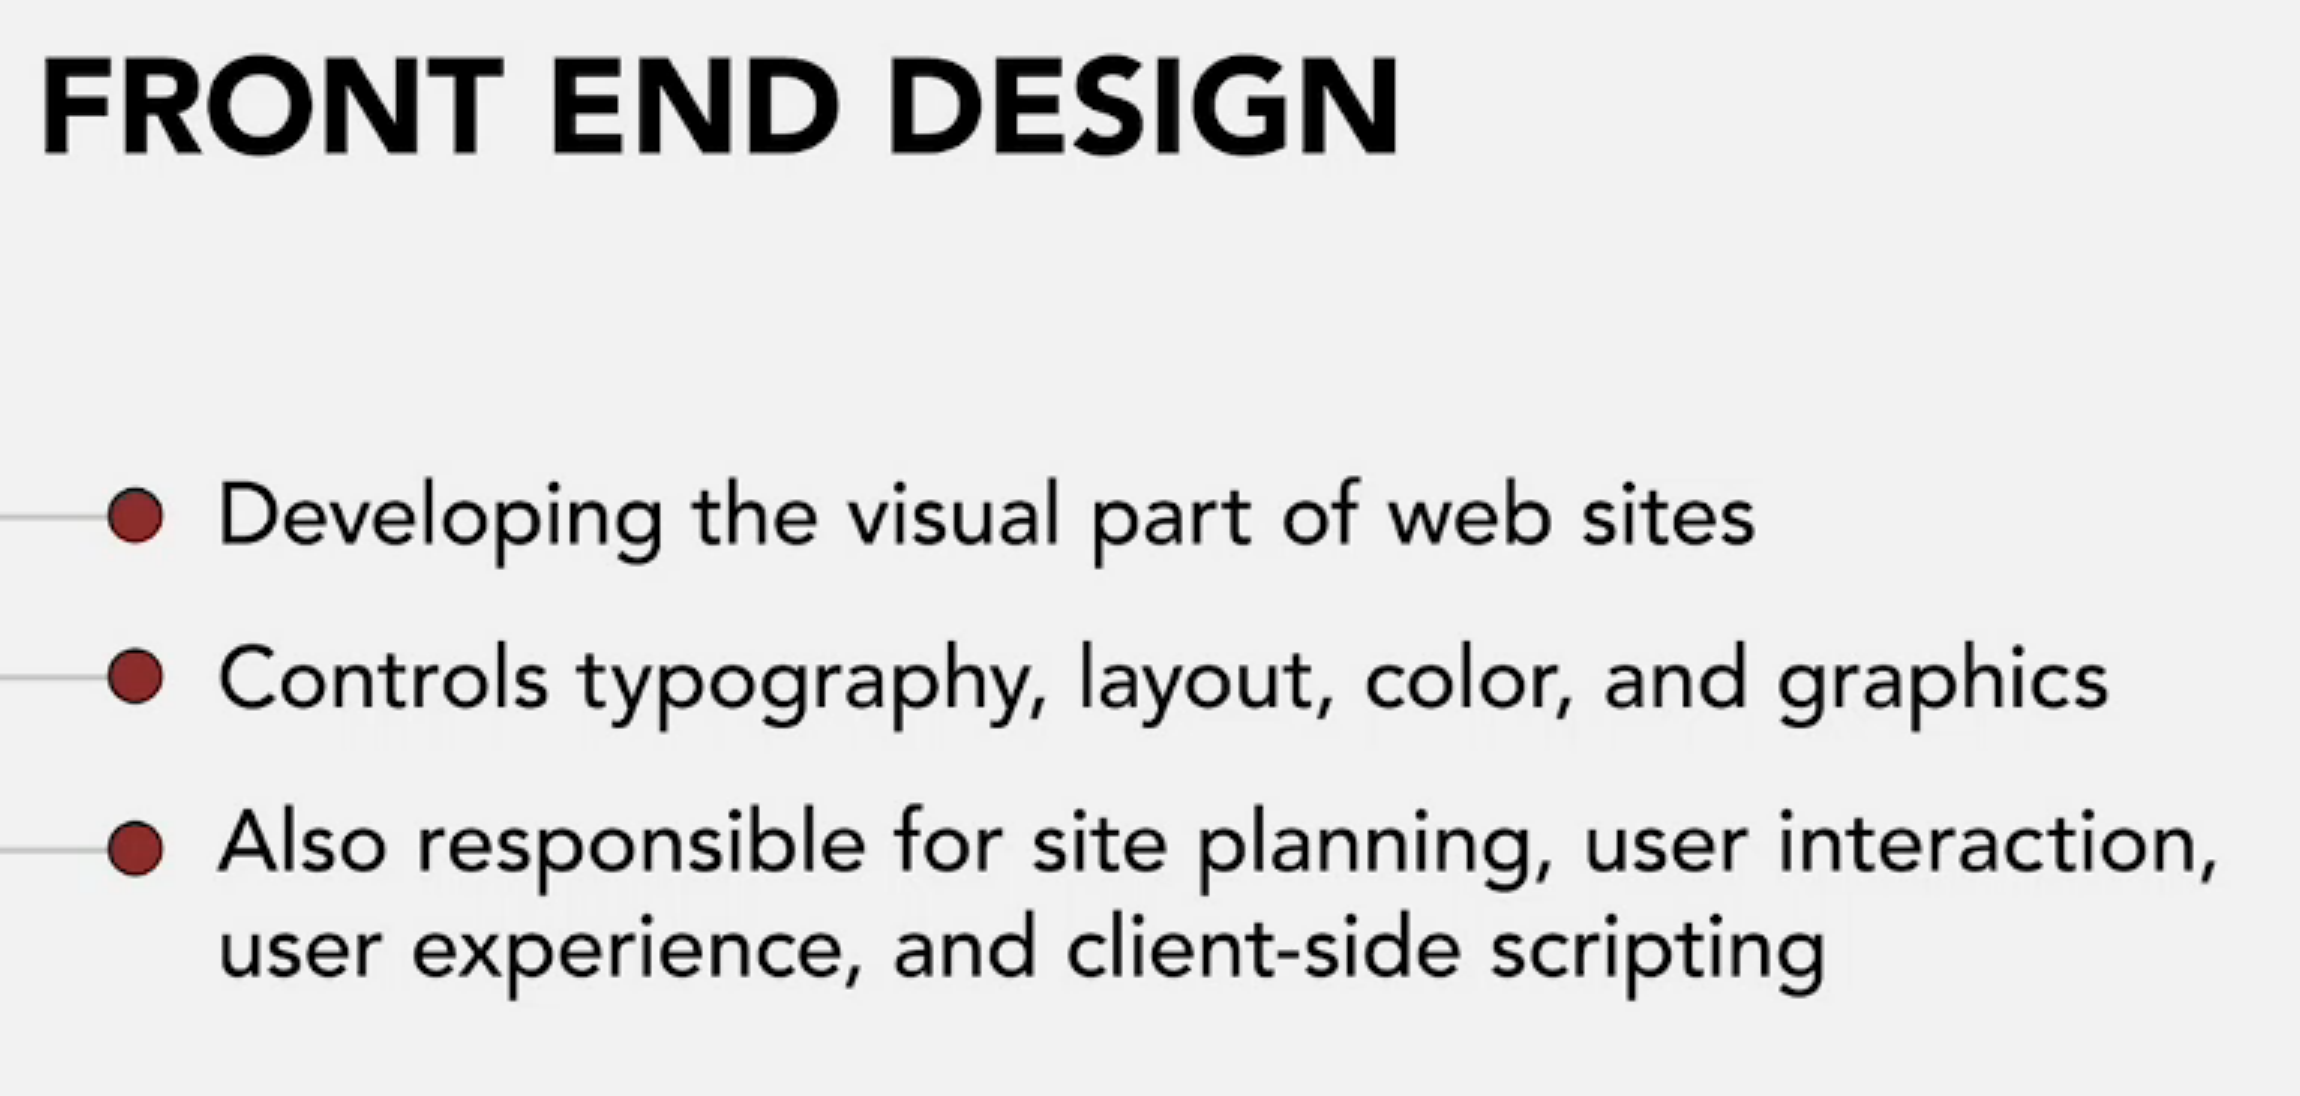 FRONT END DESIGN
Developing the visual part of web sites
Controls typography, layout, color, and graphics
Also responsible for site planning, user interaction,
user experience, and client-side scripting